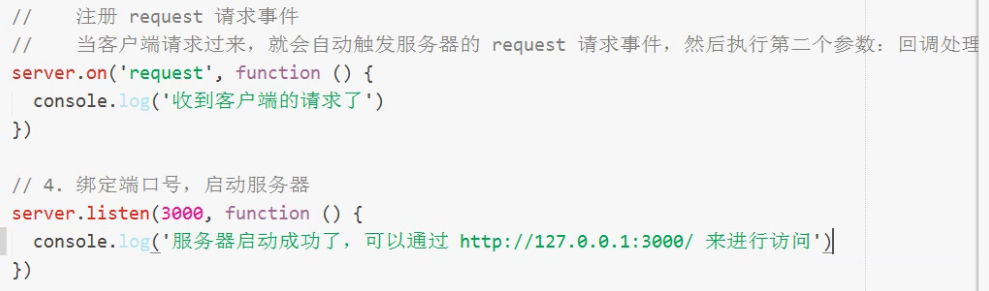 //    注册 request 请求事件
//    当客户端请求过来，就会自动触发服务器的 request 请求事件，然后执行第二个参数：回调处理
server.on('request', function () {
  console.log('收到客户端的请求了')
})
// 4. 绑定端口号，启动服务器
server.listen(3000, function () {
  console.log('服务器启动成功了，可以通过 http://127.0.0.1:3000/ 来进行访问')
})